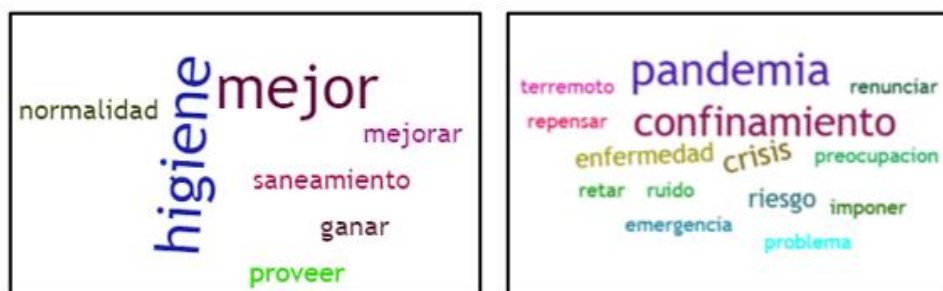 mejor
higiene
normalidad
mejorar
saneamiento
ganar
proveer
pandemia
terremoto
renunciar
repensar
confinamiento
enfermedad
crisis
preocupacion
retar
ruido
riesgo
imponer
emergencia
problema